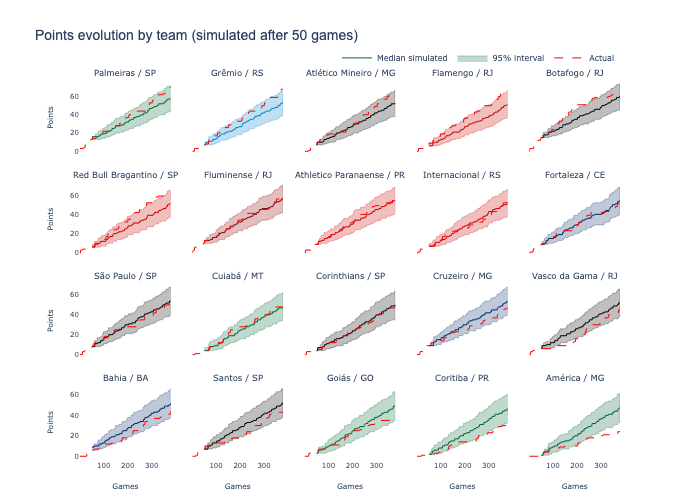 Points evolution by team (simulated after 50 games)
Median simulated 95% interval Actual
Palmeiras / SP Grêmio / RS Atlético Mineiro / MG Flamengo / RJ Botafogo / RJ
Points
60
40
20
0
Red Bull Bragantino / SP Fluminense / RJ Athletico Paranaense / PR Internacional / RS Fortaleza / CE
Points
60
40
20
0
São Paulo / SP Cuiabá / MT Corinthians / SP Cruzeiro / MG Vasco da Gama / RJ
Points
60
40
20
0
Bahia / BA Santos / SP Goiás / GO Coritiba / PR América / MG
Points
60
40
20
0
100 200 300 100 200 300 100 200 300 100 200 300 100 200 300
Games Games Games Games Games